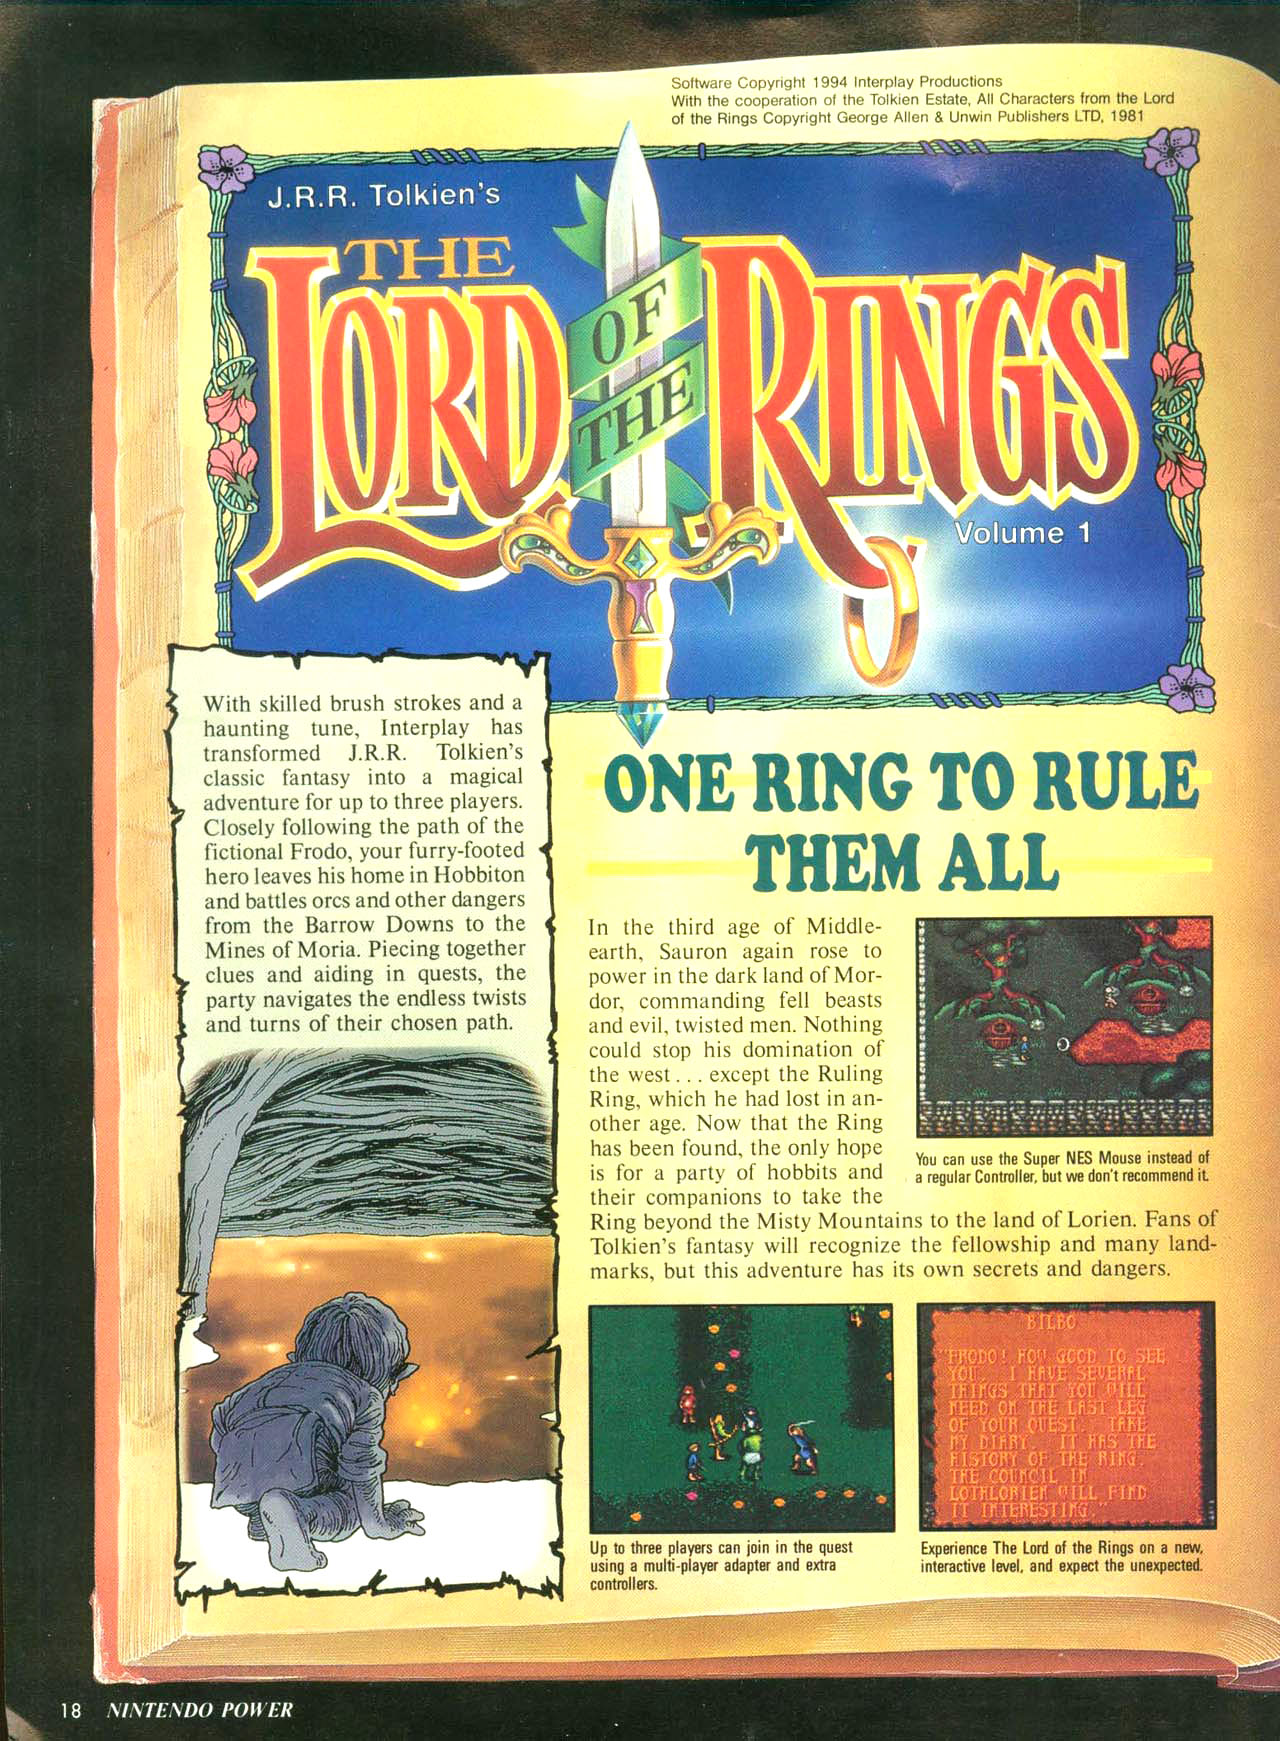 Software Copyright 1994 Interplay Productions
With the cooperation of the Tolkien Estate, All Characters from the Lord
of the Rings Copyright George Allen & Unwin Publishers LTD, 1981
J.R.R. Tolkien's
THE
LORD
OF
THE
RINGS
Volume 1
With skilled brush strokes and a
haunting tune, Interplay has
transformed J.R.R. Tolkien's
classic fantasy into a magical
adventure for up to three players.
Closely following the path of the
fictional Frodo, your furry-footed
hero leaves his home in Hobbiton
and battles orcs and other dangers
from the Barrow Downs to the
Mines of Moria. Piecing together
clues and aiding in quests, the
party navigates the endless twists
and turns of their chosen path.
ONE RING TO RULE
THEM ALL
In the third age of Middle-
earth, Sauron again rose to
power in the dark land of Mor-
dor, commanding fell beasts
and evil, twisted men. Nothing
could stop his domination of
the west... except the Ruling
Ring, which he had lost in an-
other age. Now that the Ring
has been found, the only hope
is for a party of hobbits and
their companions to take the
Ring beyond the Misty Mountains to the land of Lorien. Fans of
Tolkien's fantasy will recognize the fellowship and many land-
marks, but this adventure has its own secrets and dangers.
You can use the Super NES Mouse instead of
a regular Controller, but we don't recommend it.
Up to three players can join in the quest
using a multi-player adapter and extra
controllers.
BILBO
"FRODO! HOW GOOD TO SEE
YOU. I HAVE SEVERAL
THINGS THAT YOU WILL
NEED ON THE LAST LEG
OF YOUR QUEST. TAKE
MY DIARY. IT HAS THE
HISTORY OF THE RING.
THE COUNCIL IN
LOTHLORIEN WILL FIND
IT INTERESTING."
Experience The Lord of the Rings on a new,
interactive level, and expect the unexpected.
18 NINTENDO POWER